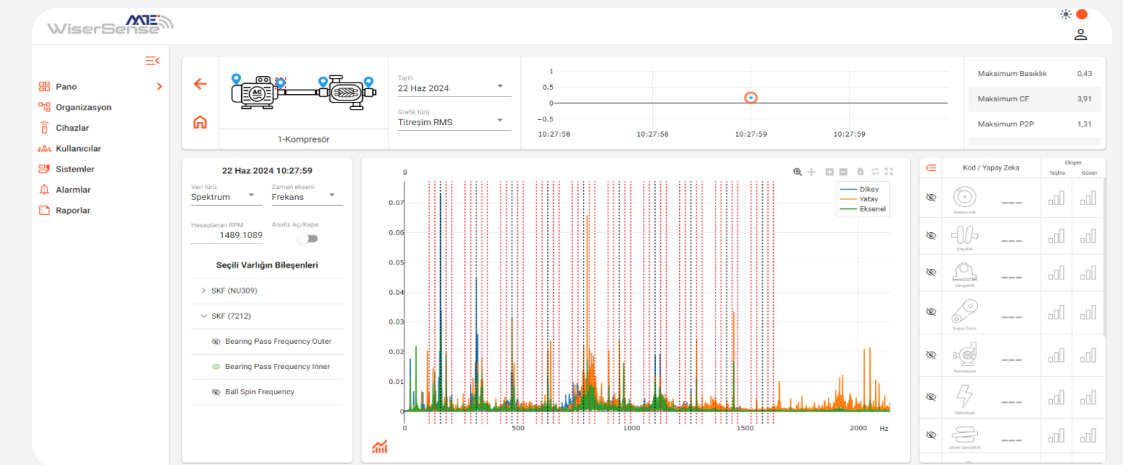 WiserSense
MTE
Pano
Organizasyon
Cihazlar
Kullanıcılar
Sistemler
Alarmlar
Raporlar
AC
1-Kompresör
Tarih
22 Haz 2024
Grafik türü
Titreşim RMS
1
0.5
0
−0.5
10:27:58 10:27:58 10:27:59 10:27:59
Maksimum Basıklık 0,43
Maksimum CF 3,91
Maksimum P2P 1,31
22 Haz 2024 10:27:59
Veri türü Zaman ekseni
Spektrum Frekans
Hesaplanan RPM Analiz Aç/Kapa
1489.1089
Seçili Varlığın Bileşenleri
SKF (NU309)
SKF (7212)
Bearing Pass Frequency Outer
Bearing Pass Frequency Inner
Ball Spin Frequency
g
0.07
0.06
0.05
0.04
0.03
0.02
0.01
0
0 500 1000 1500 2000 Hz
Dikey
Yatay
Eksenel
Kod / Yapay Zeka
Eksper
Teşhis Güven
---
---
---
---
---
---
---